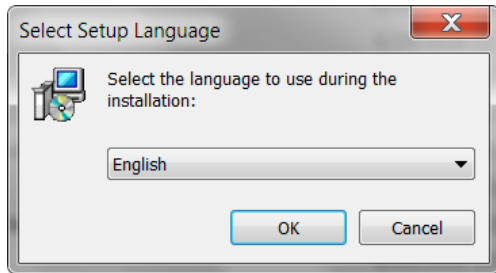 Select Setup Language
Select the language to use during the
installation:
English
OK
Cancel